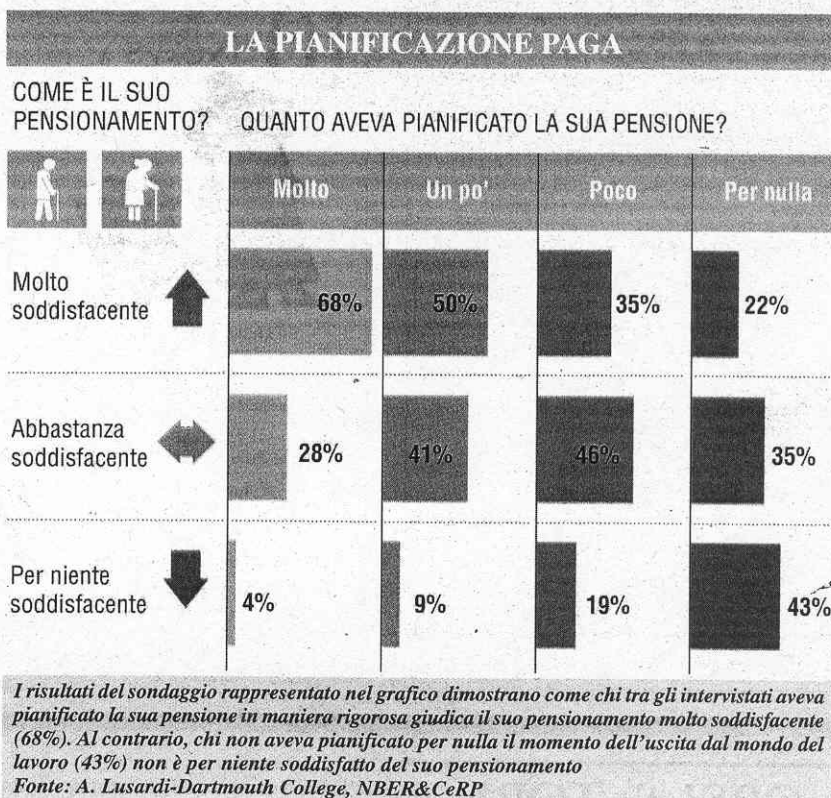 LA PIANIFICAZIONE PAGA
COME È IL SUO
PENSIONAMENTO?
QUANTO AVEVA PIANIFICATO LA SUA PENSIONE?
Molto Un po' Poco Per nulla
Molto
soddisfacente
68% 50% 35% 22%
Abbastanza
soddisfacente
28% 41% 46% 35%
Per niente
soddisfacente
4% 9% 19% 43%
I risultati del sondaggio rappresentato nel grafico dimostrano come chi tra gli intervistati aveva
pianificato la sua pensione in maniera rigorosa giudica il suo pensionamento molto soddisfacente
(68%). Al contrario, chi non aveva pianificato per nulla il momento dell'uscita dal mondo del
lavoro (43%) non è per niente soddisfatto del suo pensionamento
Fonte: A. Lusardi-Dartmouth College, NBER&CeRP